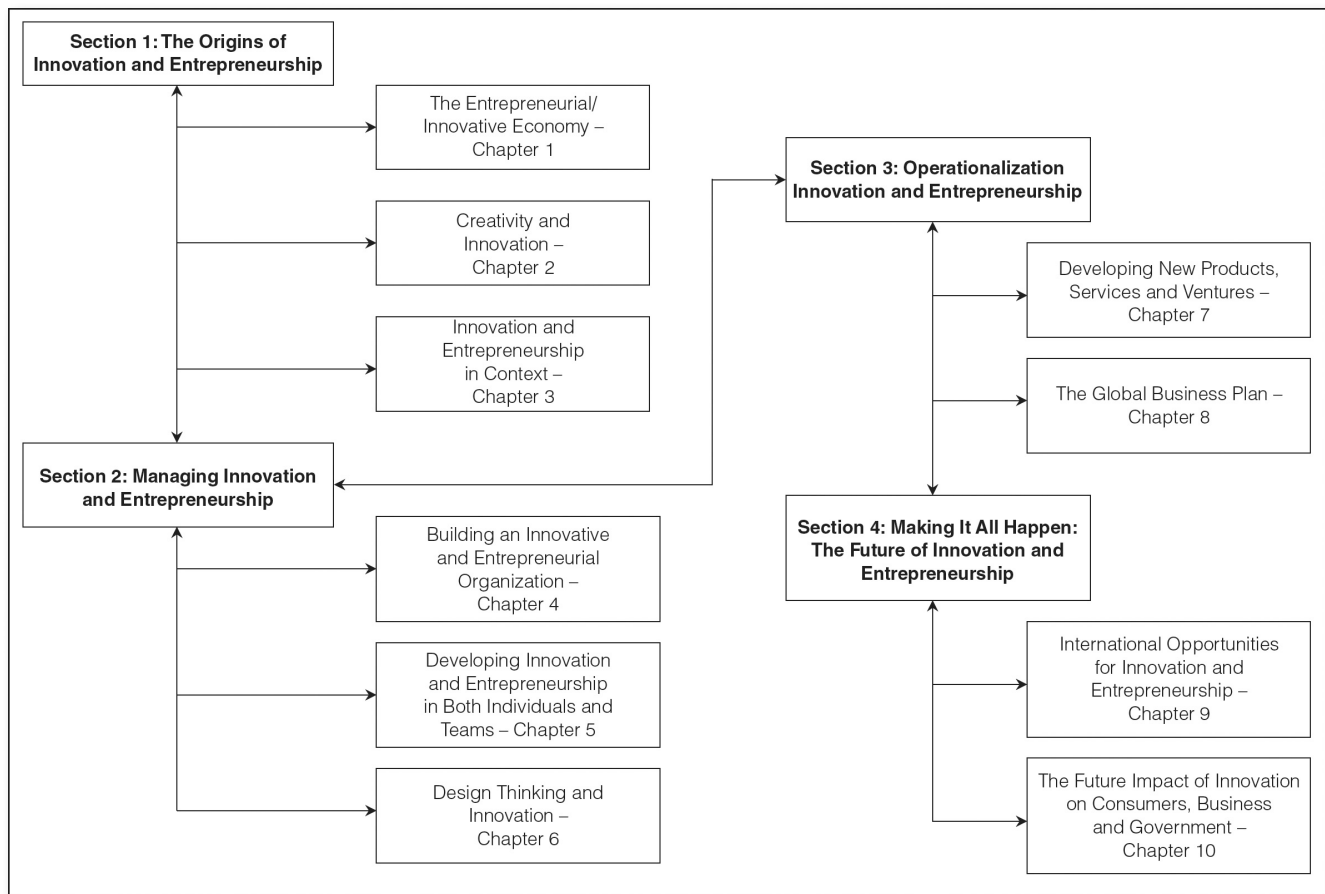 Section 1: The Origins of
Innovation and Entrepreneurship
The Entrepreneurial/
Innovative Economy –
Chapter 1
Creativity and
Innovation –
Chapter 2
Innovation and
Entrepreneurship
in Context –
Chapter 3
Section 2: Managing Innovation
and Entrepreneurship
Building an Innovative
and Entrepreneurial
Organization –
Chapter 4
Developing Innovation
and Entrepreneurship
in Both Individuals and
Teams – Chapter 5
Design Thinking and
Innovation –
Chapter 6
Section 3: Operationalization
Innovation and Entrepreneurship
Developing New Products,
Services and Ventures –
Chapter 7
The Global Business Plan –
Chapter 8
Section 4: Making It All Happen:
The Future of Innovation and
Entrepreneurship
International Opportunities
for Innovation and
Entrepreneurship –
Chapter 9
The Future Impact of Innovation
on Consumers, Business
and Government –
Chapter 10